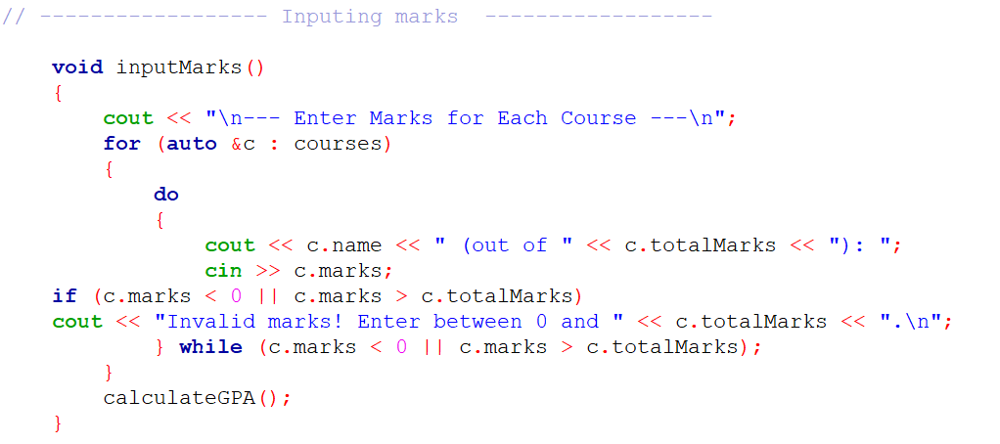 // ------------------ Inputing marks  ------------------
void inputMarks()
{
cout << "\n--- Enter Marks for Each Course ---\n";
for (auto &c : courses)
{
do
{
cout << c.name << " (out of " << c.totalMarks << "): ";
cin >> c.marks;
if (c.marks < 0 || c.marks > c.totalMarks)
cout << "Invalid marks! Enter between 0 and " << c.totalMarks << ".\n";
} while (c.marks < 0 || c.marks > c.totalMarks);
}
calculateGPA();
}